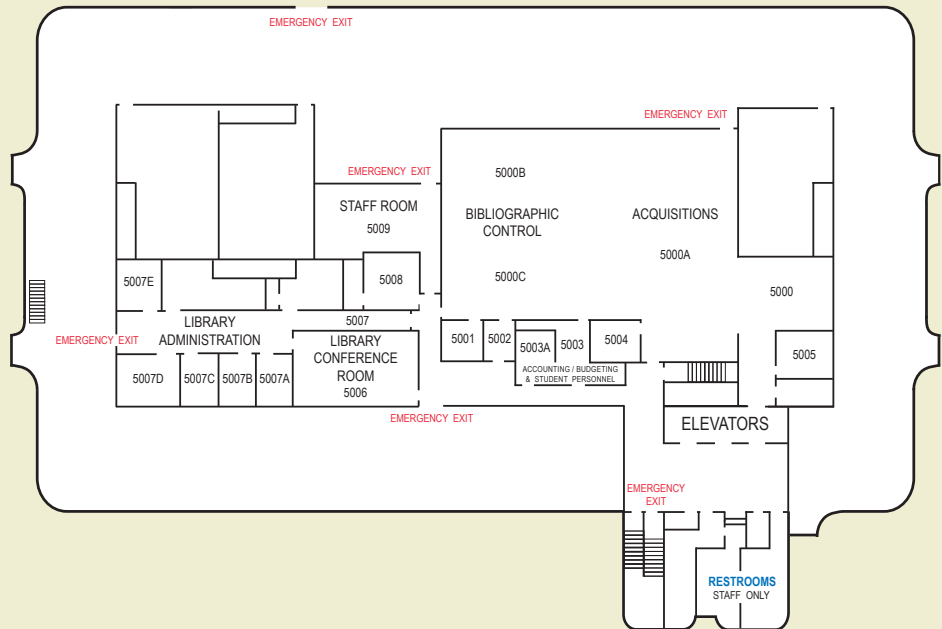 EMERGENCY EXIT
EMERGENCY EXIT
EMERGENCY EXIT
5000B
STAFF ROOM
5009
BIBLIOGRAPHIC
CONTROL
ACQUISITIONS
5000A
5007E
5008
5000C
5000
LIBRARY
ADMINISTRATION
5007
EMERGENCY EXIT
LIBRARY
CONFERENCE
ROOM
5006
5001
5002
5003A
5003
5004
5005
ACCOUNTING / BUDGETING
& STUDENT PERSONNEL
5007D
5007C
5007B
5007A
EMERGENCY EXIT
ELEVATORS
EMERGENCY
EXIT
RESTROOMS
STAFF ONLY